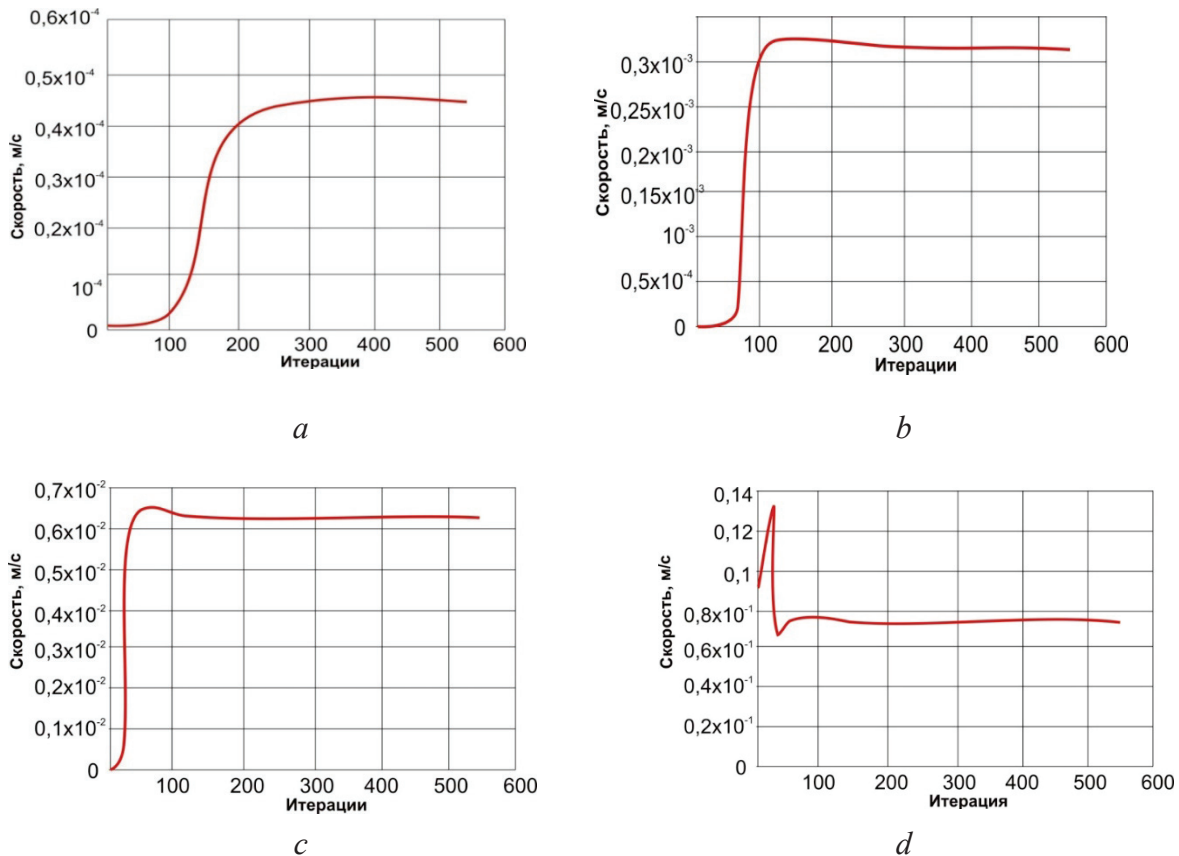 0,6x10⁻⁴
0,5x10⁻⁴
0,4x10⁻⁴
0,3x10⁻⁴
0,2x10⁻⁴
10⁻⁴
0
Скорость, м/с
100 200 300 400 500 600
Итерации
a
0,3x10⁻³
0,25x10⁻³
0,2x10⁻³
0,15x10⁻³
10⁻³
0,5x10⁻⁴
0
Скорость, м/с
100 200 300 400 500 600
Итерации
b
0,7x10⁻²
0,6x10⁻²
0,5x10⁻²
0,4x10⁻²
0,3x10⁻²
0,2x10⁻²
0,1x10⁻²
0
Скорость, м/с
100 200 300 400 500 600
Итерации
c
0,14
0,12
0,1
0,8x10⁻¹
0,6x10⁻¹
0,4x10⁻¹
0,2x10⁻¹
0
Скорость, м/с
100 200 300 400 500 600
Итерация
d